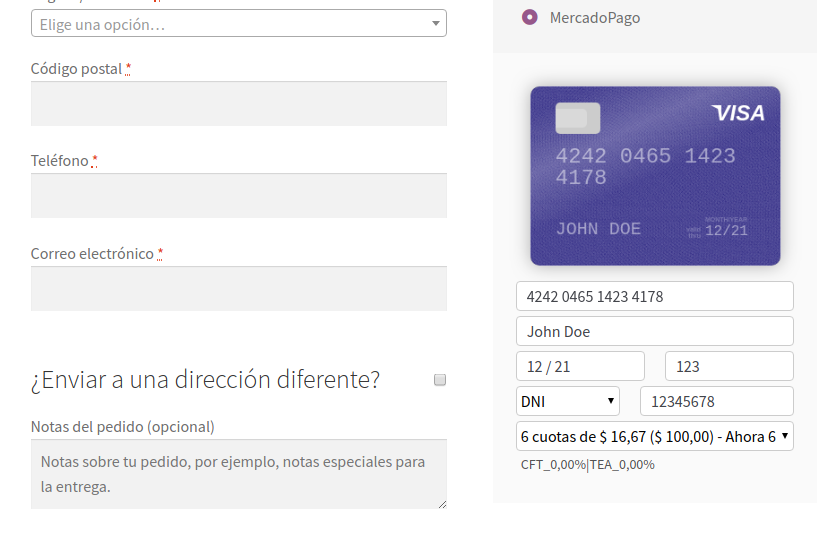 Elige una opción…
Código postal *
Teléfono *
Correo electrónico *
¿Enviar a una dirección diferente?
Notas del pedido (opcional)
Notas sobre tu pedido, por ejemplo, notas especiales para
la entrega.
MercadoPago
VISA
4242 0465 1423
4178
MONTH/YEAR
JOHN DOE valid thru 12/21
4242 0465 1423 4178
John Doe
12 / 21 123
DNI 12345678
6 cuotas de $ 16,67 ($ 100,00) - Ahora 6
CFT_0,00%|TEA_0,00%